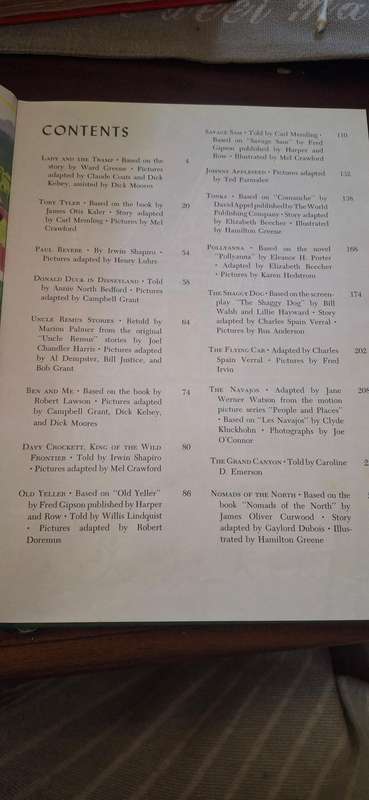 CONTENTS
LADY AND THE TRAMP • Based on the 4
story by Ward Greene • Pictures
adapted by Claude Coats and Dick
Kelsey, assisted by Dick Moores
TOBY TYLER • Based on the book by 20
James Otis Kaler • Story adapted
by Carl Memling • Pictures by Mel
Crawford
PAUL REVERE • By Irwin Shapiro • 54
Pictures adapted by Henry Luhrs
DONALD DUCK IN DISNEYLAND • Told 58
by Annie North Bedford • Pictures
adapted by Campbell Grant
UNCLE REMUS STORIES • Retold by 64
Marion Palmer from the original
"Uncle Remus" stories by Joel
Chandler Harris • Pictures adapted
by Al Dempster, Bill Justice, and
Bob Grant
BEN AND ME • Based on the book by 74
Robert Lawson • Pictures adapted
by Campbell Grant, Dick Kelsey,
and Dick Moores
DAVY CROCKETT, KING OF THE WILD 80
FRONTIER • Told by Irwin Shapiro
• Pictures adapted by Mel Crawford
OLD YELLER • Based on "Old Yeller" 86
by Fred Gipson published by Harper
and Row • Told by Willis Lindquist
• Pictures adapted by Robert
Doremus
SAVAGE SAM • Told by Carl Memling • 110
Based on "Savage Sam" by Fred
Gipson published by Harper and
Row • Illustrated by Mel Crawford
JOHNNY APPLESEED • Pictures adapted 132
by Ted Parmalee
TONKA • Based on "Comanche" by 138
David Appel published by The World
Publishing Company • Story adapted
by Elizabeth Beecher • Illustrated
by Hamilton Greene
POLLYANNA • Based on the novel 168
"Pollyanna" by Eleanor H. Porter
• Adapted by Elizabeth Beecher
• Pictures by Karen Hedstrom
THE SHAGGY DOG • Based on the screen- 174
play "The Shaggy Dog" by Bill
Walsh and Lillie Hayward • Story
adapted by Charles Spain Verral •
Pictures by Jim Anderson
THE FLYING CAR • Adapted by Charles 202
Spain Verral • Pictures by Fred
Irvin
THE NAVAJOS • Adapted by Jane 208
Werner Watson from the motion
picture series "People and Places"
• Based on "Les Navajos" by Clyde
Kluckhohn • Photographs by Joe
O'Connor
THE GRAND CANYON • Told by Caroline 2
D. Emerson
NOMADS OF THE NORTH • Based on the
book "Nomads of the North" by
James Oliver Curwood • Story
adapted by Gaylord Dubois • Illus-
trated by Hamilton Greene